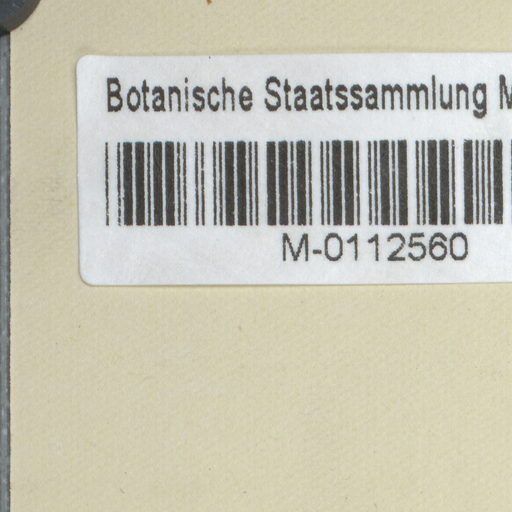 Botanische Staatssammlung M
M-0112560